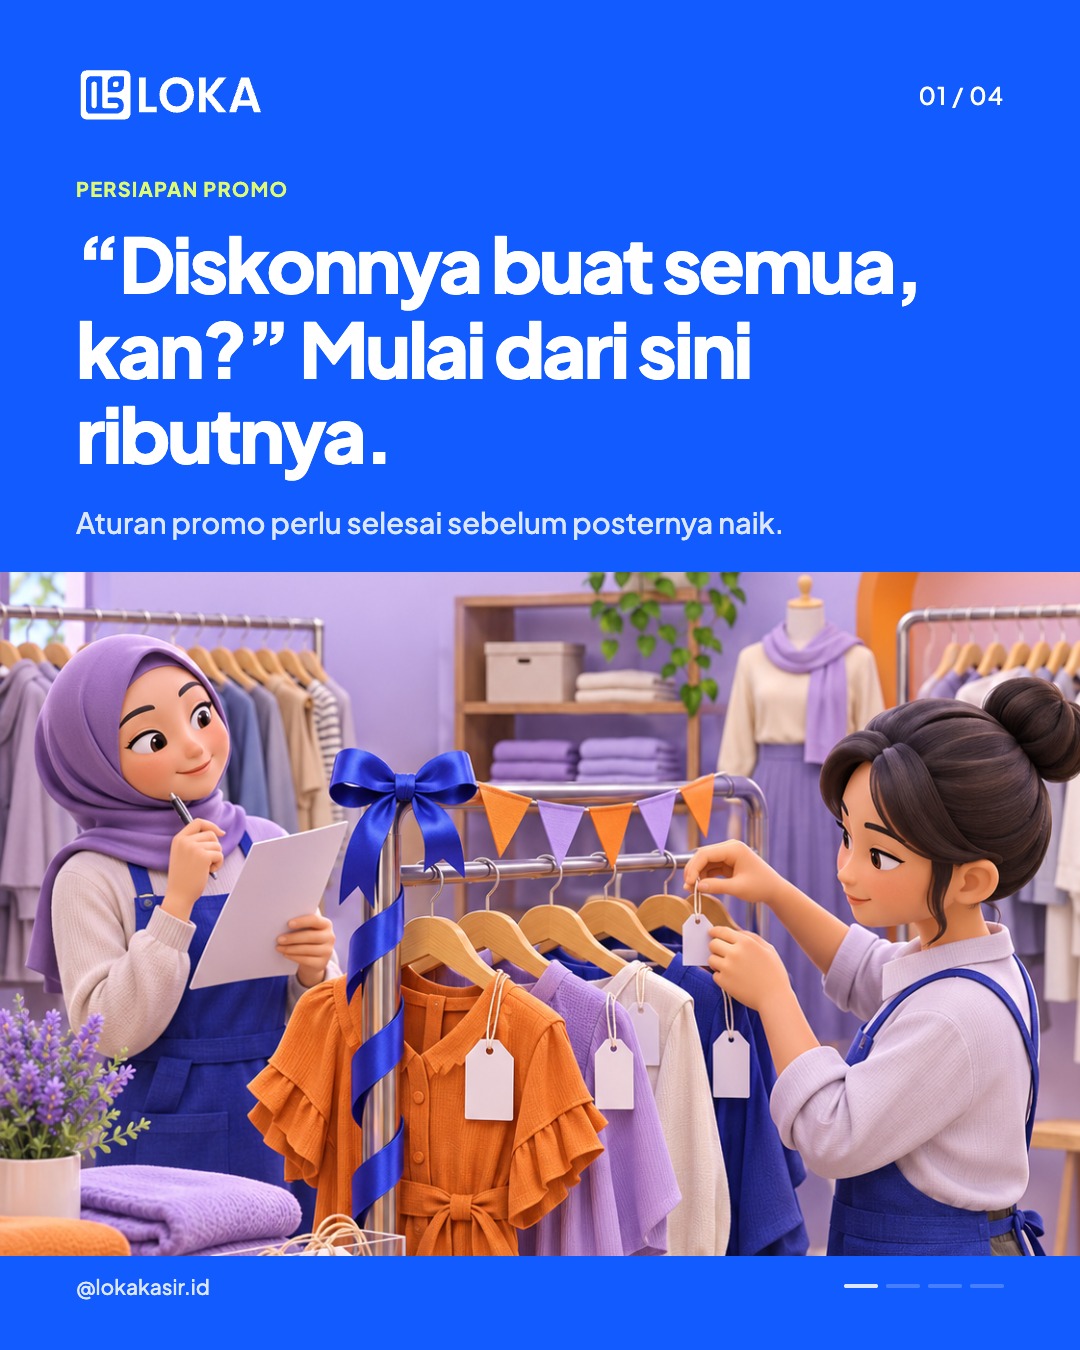 LOKA
01 / 04
PERSIAPAN PROMO
“Diskonnya buat semua,
kan?” Mulai dari sini
ributnya.
Aturan promo perlu selesai sebelum posternya naik.
@lokakasir.id